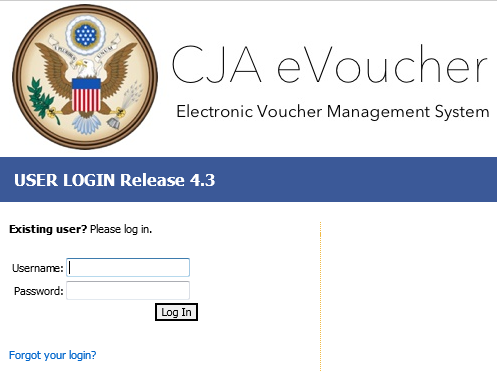 CJA eVoucher
Electronic Voucher Management System
USER LOGIN Release 4.3
Existing user? Please log in.
Username:
Password:
Log In
Forgot your login?